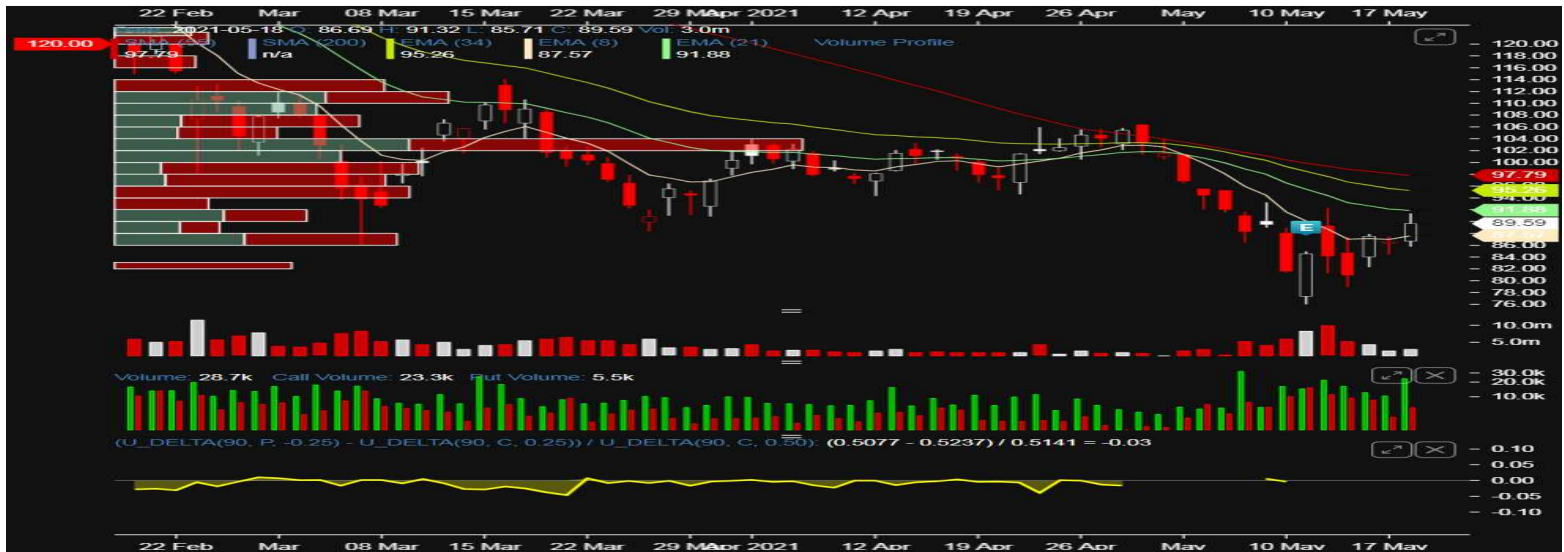 22 Feb Mar 08 Mar 15 Mar 22 Mar 29 Mar Apr 2021 12 Apr 19 Apr 26 Apr May 10 May 17 May
2021-05-18 O: 86.69 H: 91.32 L: 85.71 C: 89.59 Vol: 3.0m
SMA SMA (200) EMA (34) EMA (8) EMA (21) Volume Profile
97.79 n/a 95.26 87.57 91.88
120.00
120.00
118.00
116.00
114.00
112.00
110.00
108.00
106.00
104.00
102.00
100.00
97.79
95.26
94.00
91.88
89.59
86.00
84.00
82.00
80.00
78.00
76.00
E
10.0m
5.0m
Volume: 28.7k Call Volume: 23.3k Put Volume: 5.5k
30.0k
20.0k
10.0k
(U_DELTA(90, P, -0.25) - U_DELTA(90, C, 0.25)) / U_DELTA(90, C, 0.50): (0.5077 - 0.5237) / 0.5141 = -0.03
0.10
0.05
0.00
-0.05
-0.10
22 Feb Mar 08 Mar 15 Mar 22 Mar 29 Mar Apr 2021 12 Apr 19 Apr 26 Apr May 10 May 17 May